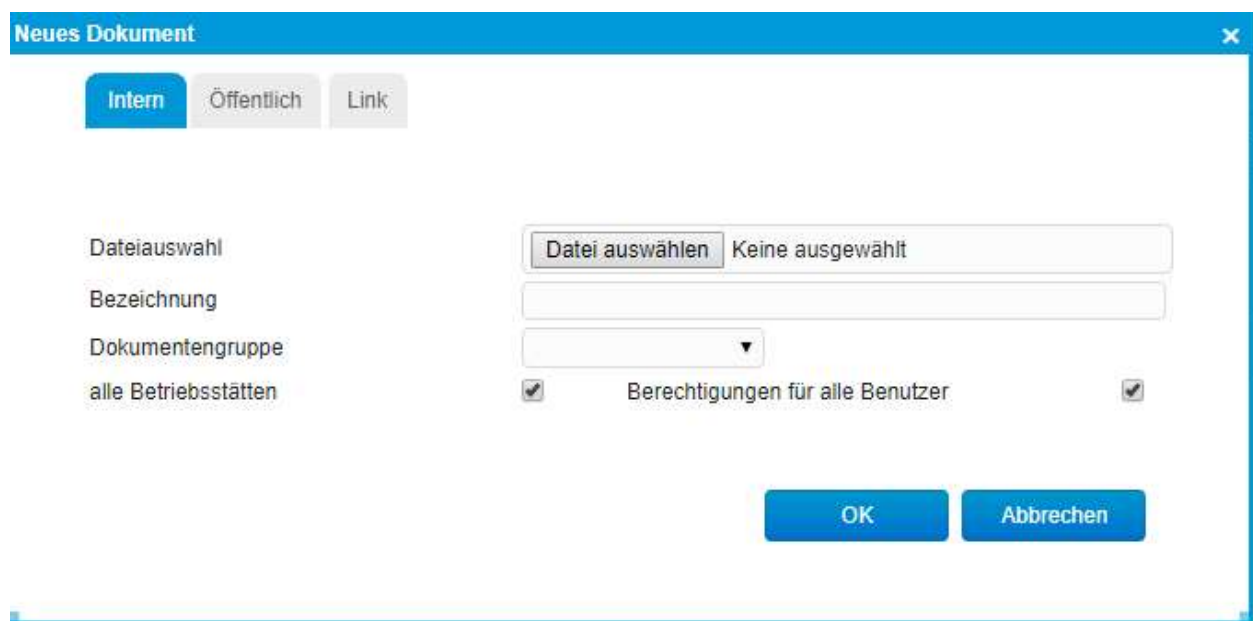 Neues Dokument
Intern Öffentlich Link
Dateiauswahl Datei auswählen Keine ausgewählt
Bezeichnung
Dokumentengruppe
alle Betriebsstätten Berechtigungen für alle Benutzer
OK Abbrechen